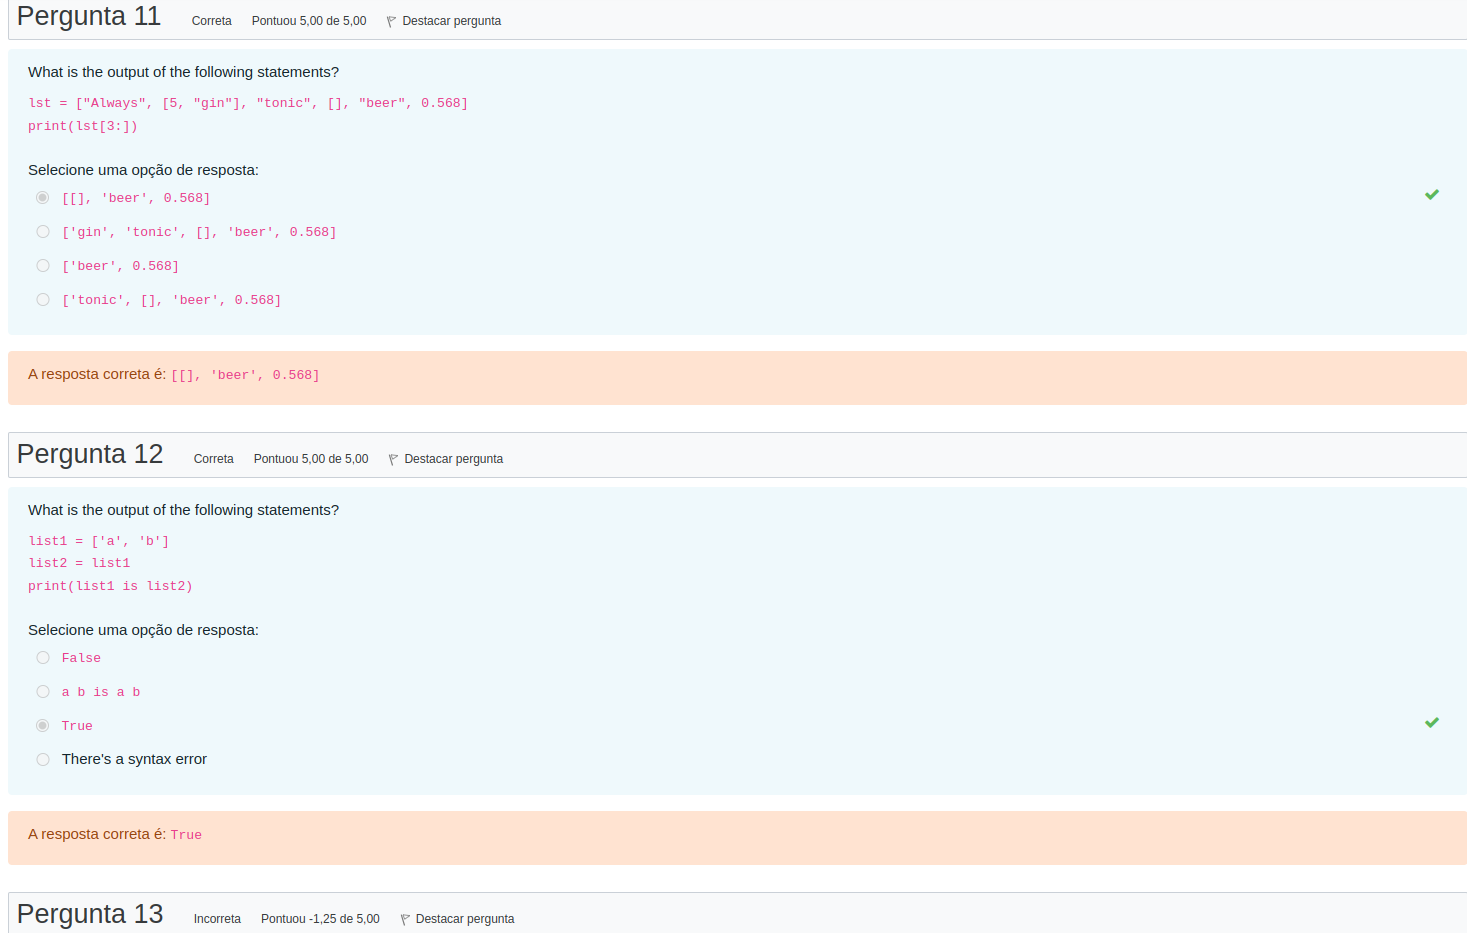 Pergunta 11 Correta Pontuou 5,00 de 5,00 Destacar pergunta
What is the output of the following statements?
lst = ["Always", [5, "gin"], "tonic", [], "beer", 0.568]
print(lst[3:])
Selecione uma opção de resposta:
[[], 'beer', 0.568]
['gin', 'tonic', [], 'beer', 0.568]
['beer', 0.568]
['tonic', [], 'beer', 0.568]
A resposta correta é: [[], 'beer', 0.568]
Pergunta 12 Correta Pontuou 5,00 de 5,00 Destacar pergunta
What is the output of the following statements?
list1 = ['a', 'b']
list2 = list1
print(list1 is list2)
Selecione uma opção de resposta:
False
a b is a b
True
There's a syntax error
A resposta correta é: True
Pergunta 13 Incorreta Pontuou -1,25 de 5,00 Destacar pergunta